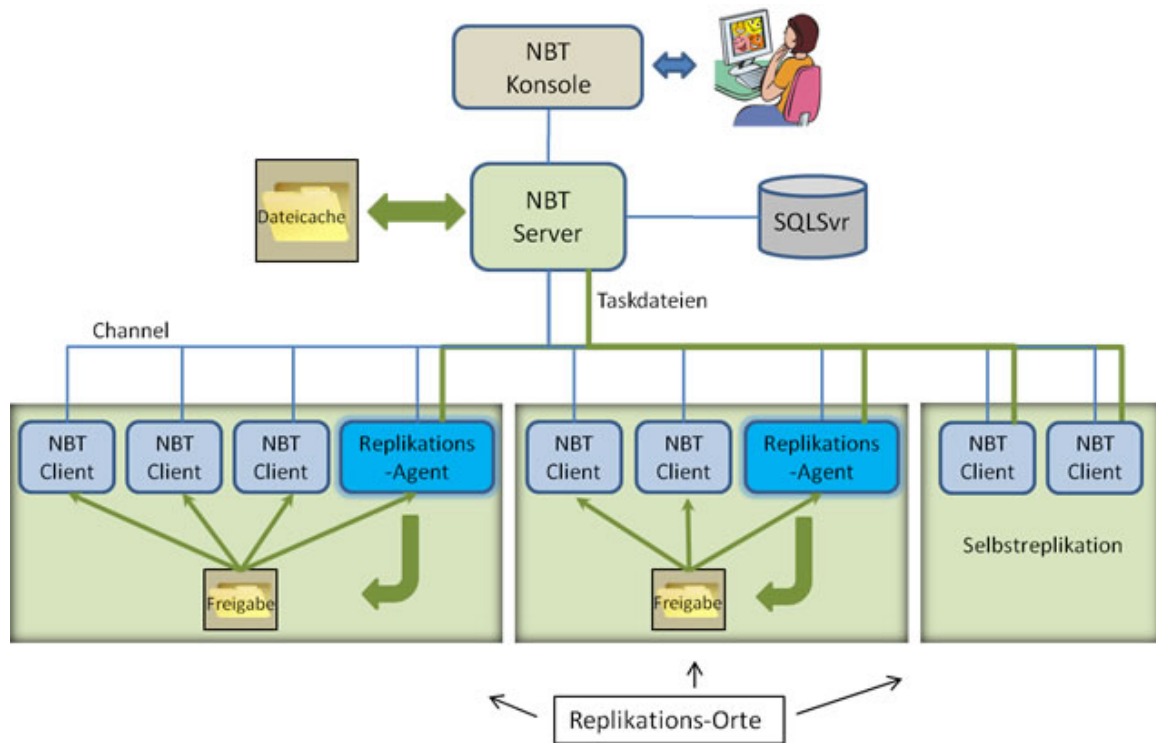 NBT
Konsole
Dateicache
NBT
Server
SQLSvr
Taskdateien
Channel
NBT
Client
NBT
Client
NBT
Client
Replikations
-Agent
NBT
Client
NBT
Client
Replikations
-Agent
NBT
Client
NBT
Client
Freigabe
Freigabe
Selbstreplikation
Replikations-Orte